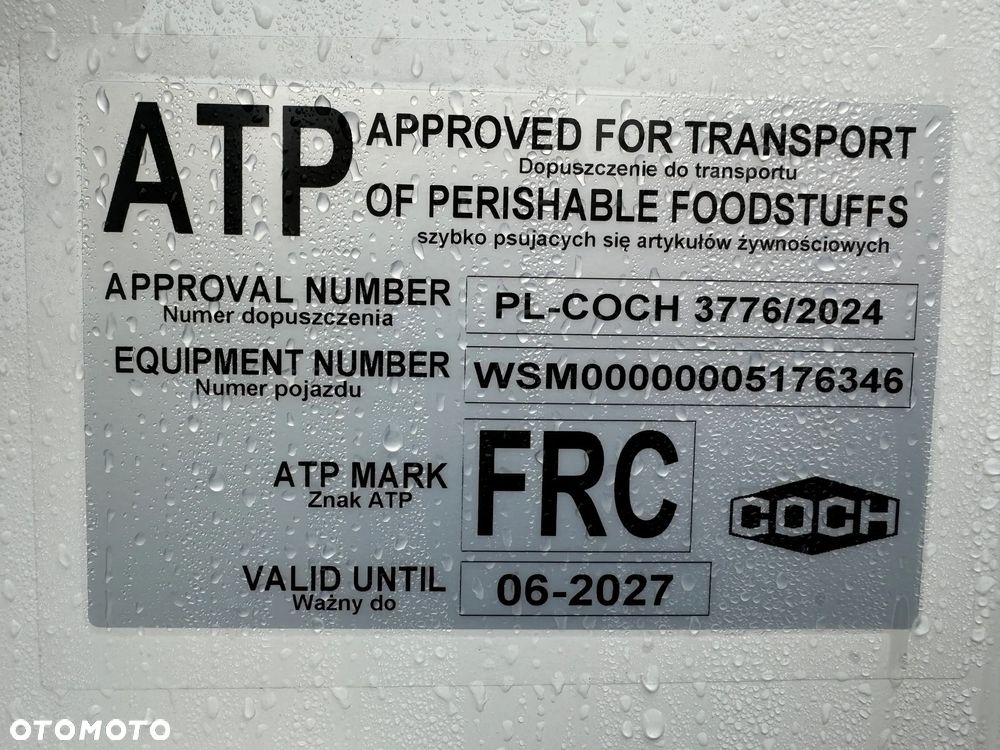 ATP
APPROVED FOR TRANSPORT
Dopuszczenie do transportu
OF PERISHABLE FOODSTUFFS
szybko psujacych się artykułów żywnościowych
APPROVAL NUMBER PL-COCH 3776/2024
Numer dopuszczenia
EQUIPMENT NUMBER WSM00000005176346
Numer pojazdu
ATP MARK FRC
Znak ATP
COCH
VALID UNTIL 06-2027
Ważny do
OTOMOTO